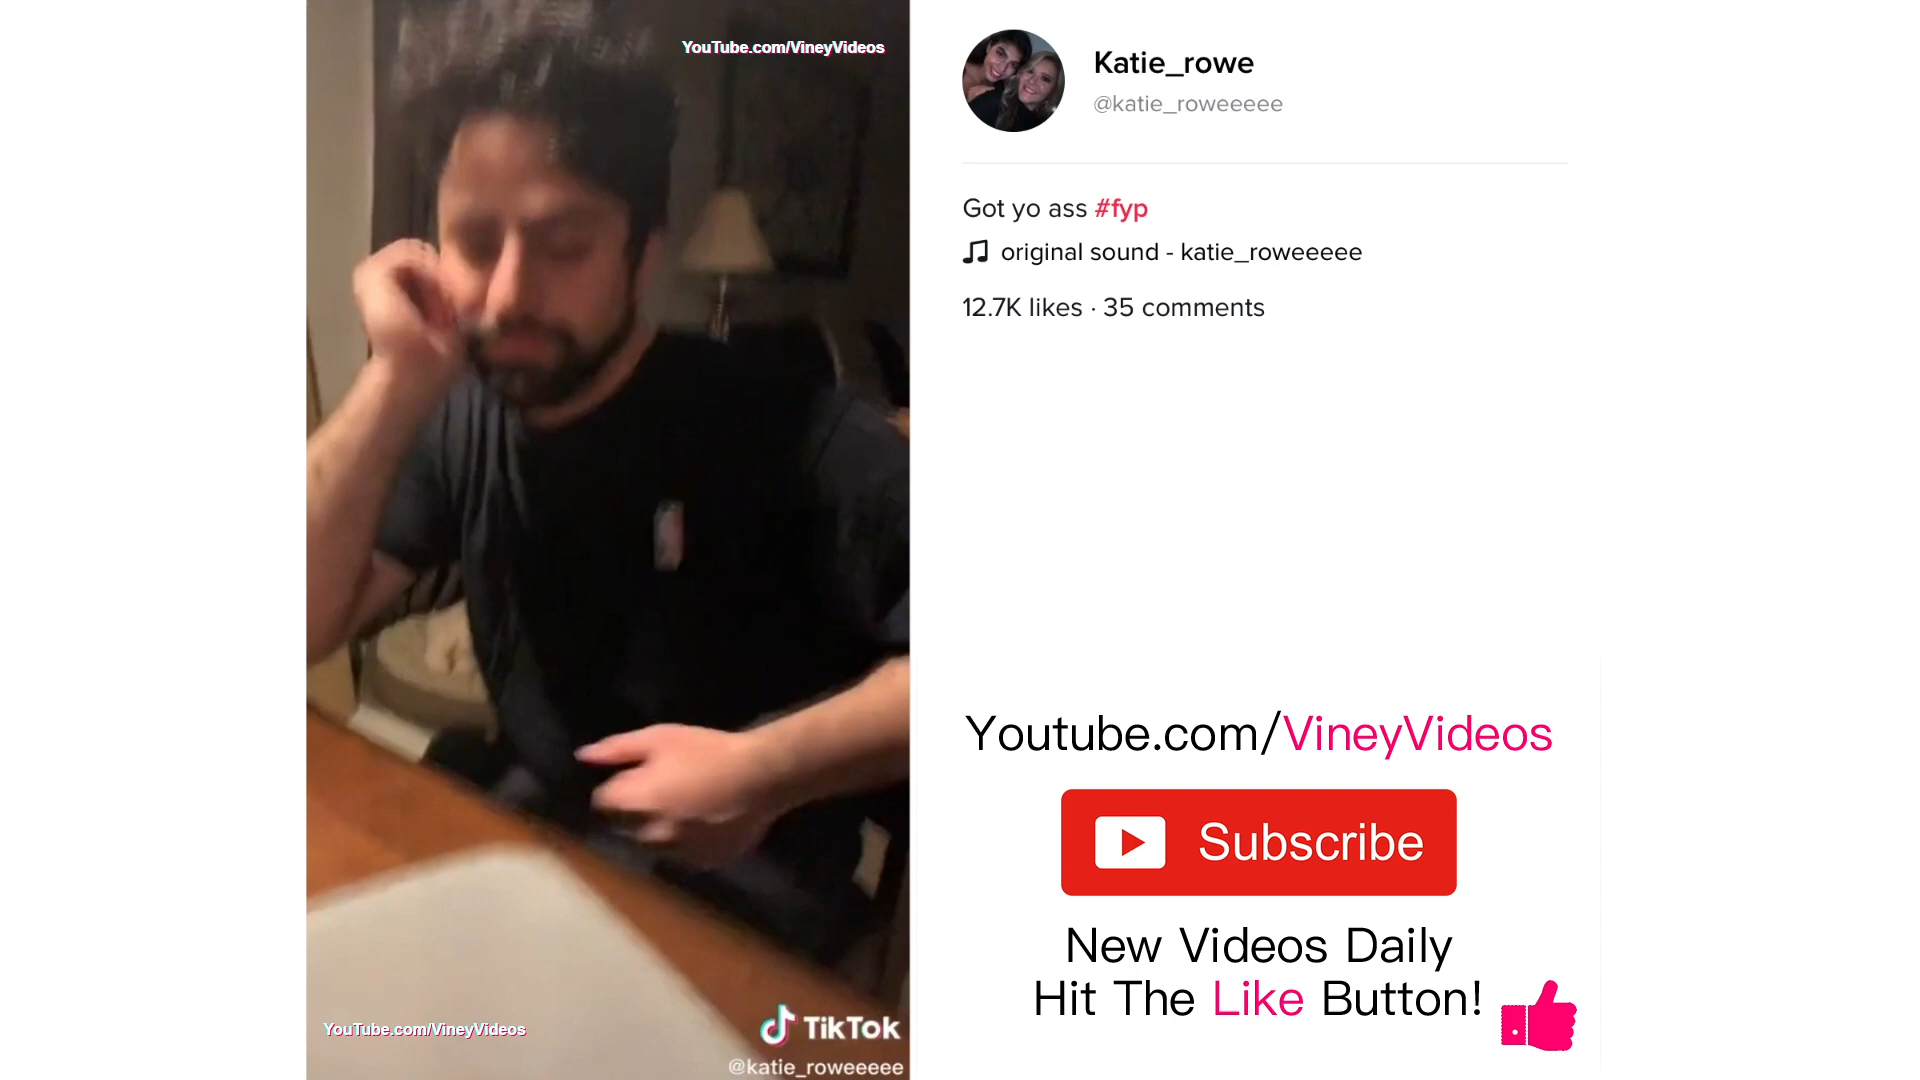 YouTube.com/VineyVideos
Katie_rowe
@katie_roweeeee
Got yo ass #fyp
original sound - katie_roweeeee
12.7K likes · 35 comments
Youtube.com/VineyVideos
Subscribe
New Videos Daily
Hit The Like Button!
YouTube.com/VineyVideos
TikTok
@katie_roweeeee